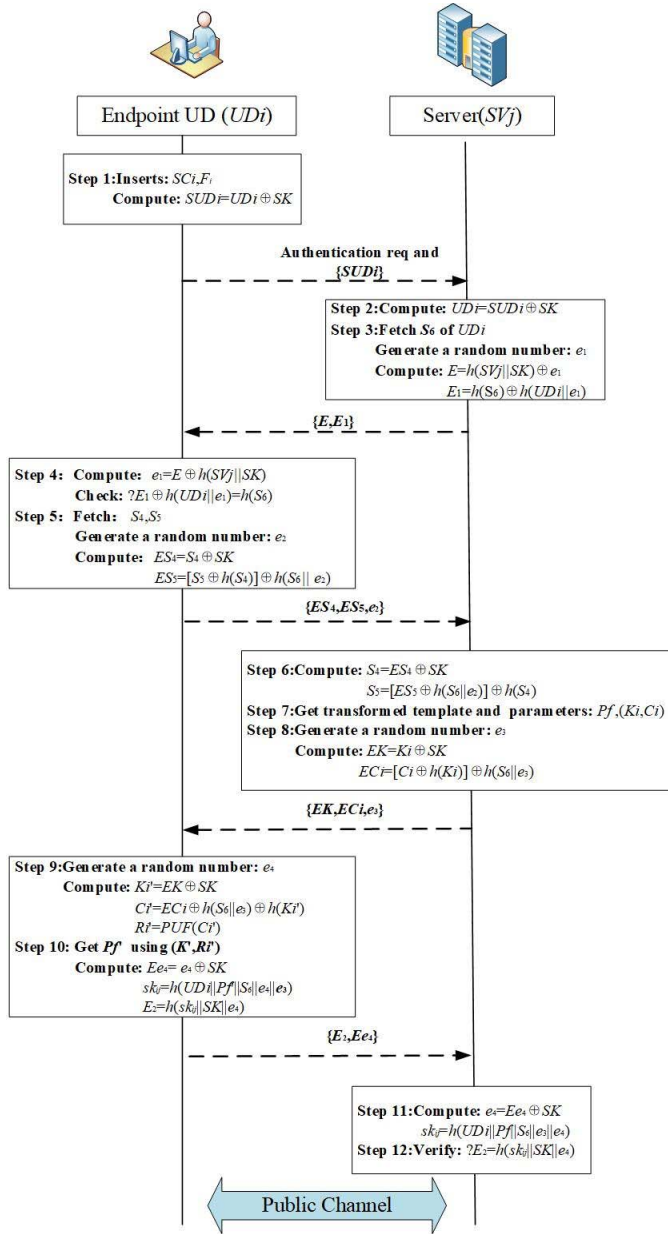 Endpoint UD (UDi)
Server(SVj)
Step 1:Inserts: SCi,Fi
Compute: SUDi=UDi⊕SK
Authentication req and
{SUDi}
Step 2:Compute: UDi=SUDi⊕SK
Step 3:Fetch S6 of UDi
Generate a random number: e1
Compute: E=h(SVj||SK)⊕e1
E1=h(S6)⊕h(UDi||e1)
{E,E1}
Step 4: Compute: e1=E⊕h(SVj||SK)
Check: ?E1⊕h(UDi||e1)=h(S6)
Step 5: Fetch: S4,S5
Generate a random number: e2
Compute: ES4=S4⊕SK
ES5=[S5⊕h(S4)]⊕h(S6|| e2)
{ES4,ES5,e2}
Step 6:Compute: S4=ES4⊕SK
S5=[ES5⊕h(S6||e2)]⊕h(S4)
Step 7:Get transformed template and parameters: Pf,(Ki,Ci)
Step 8:Generate a random number: e3
Compute: EK=Ki⊕SK
ECi=[Ci⊕h(Ki)]⊕h(S6||e3)
{EK,ECi,e3}
Step 9:Generate a random number: e4
Compute: Ki'=EK⊕SK
Ci'=ECi⊕h(S6||e3)⊕h(Ki')
Ri'=PUF(Ci')
Step 10: Get Pf' using (K',Ri')
Compute: Ee4= e4⊕SK
skij=h(UDi||Pf'||S6||e4||e3)
E2=h(skij||SK||e4)
{E2,Ee4}
Step 11:Compute: e4=Ee4⊕SK
skij=h(UDi||Pf||S6||e3||e4)
Step 12:Verify: ?E2=h(skij||SK||e4)
Public Channel